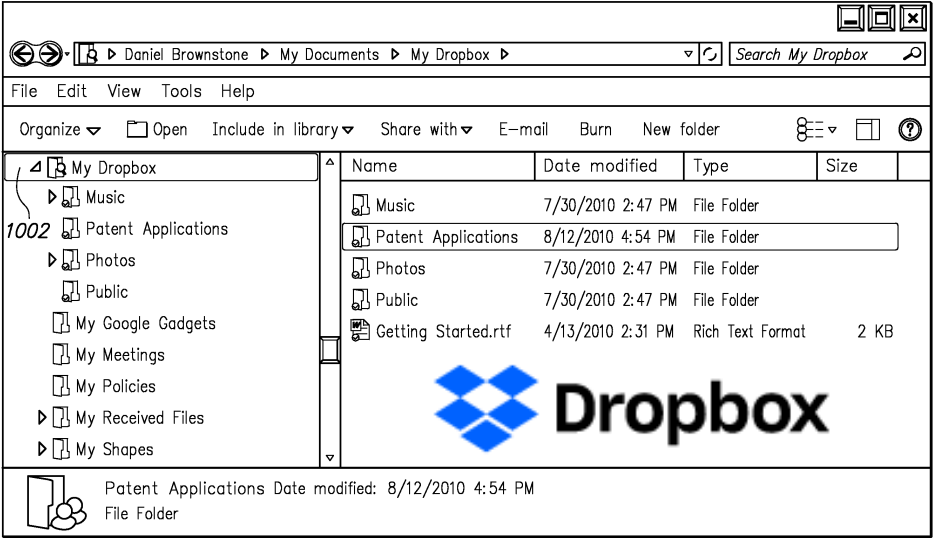 Daniel Brownstone My Documents My Dropbox Search My Dropbox
File Edit View Tools Help
Organize Open Include in library Share with E-mail Burn New folder ?
My Dropbox
Music
1002 Patent Applications
Photos
Public
My Google Gadgets
My Meetings
My Policies
My Received Files
My Shapes
Name Date modified Type Size
Music 7/30/2010 2:47 PM File Folder
Patent Applications 8/12/2010 4:54 PM File Folder
Photos 7/30/2010 2:47 PM File Folder
Public 7/30/2010 2:47 PM File Folder
Getting Started.rtf 4/13/2010 2:31 PM Rich Text Format 2 KB
Dropbox
Patent Applications Date modified: 8/12/2010 4:54 PM
File Folder